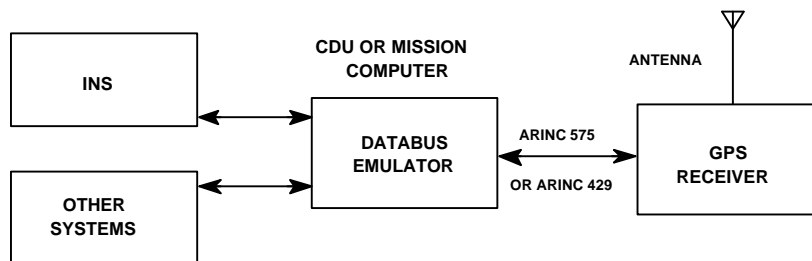 INS
CDU OR MISSION
COMPUTER
ANTENNA
DATABUS
EMULATOR
ARINC 575
OR ARINC 429
GPS
RECEIVER
OTHER
SYSTEMS